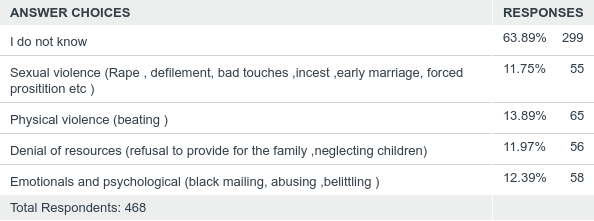 ANSWER CHOICES RESPONSES
I do not know 63.89% 299
Sexual violence (Rape , defilement, bad touches ,incest ,early marriage, forced 11.75% 55
prositition etc )
Physical violence (beating ) 13.89% 65
Denial of resources (refusal to provide for the family ,neglecting children) 11.97% 56
Emotionals and psychological (black mailing, abusing ,belittling ) 12.39% 58
Total Respondents: 468